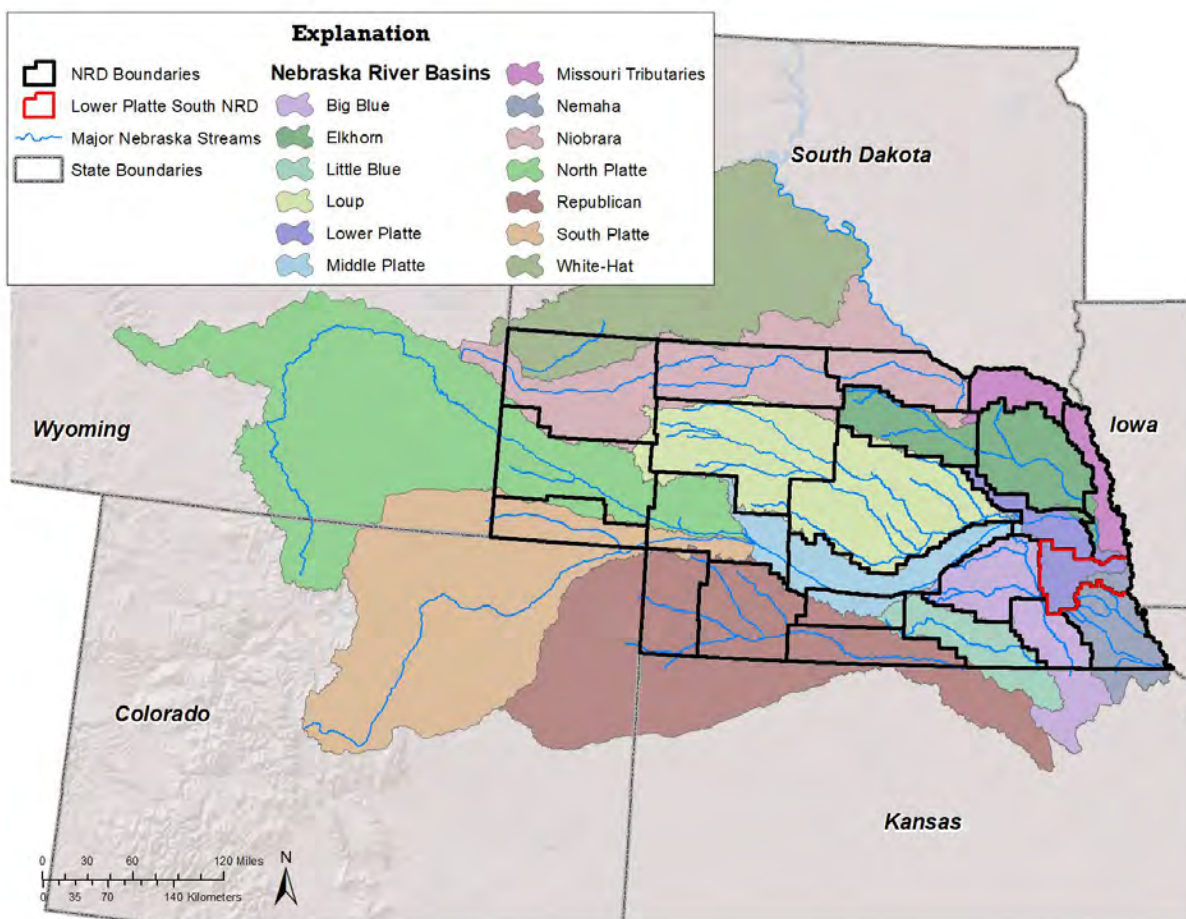 Explanation
NRD Boundaries
Lower Platte South NRD
Major Nebraska Streams
State Boundaries
Nebraska River Basins
Big Blue
Elkhorn
Little Blue
Loup
Lower Platte
Middle Platte
Missouri Tributaries
Nemaha
Niobrara
North Platte
Republican
South Platte
White-Hat
South Dakota
Wyoming
Iowa
Colorado
Kansas
0 30 60 120 Miles
0 35 70 140 Kilometers
N